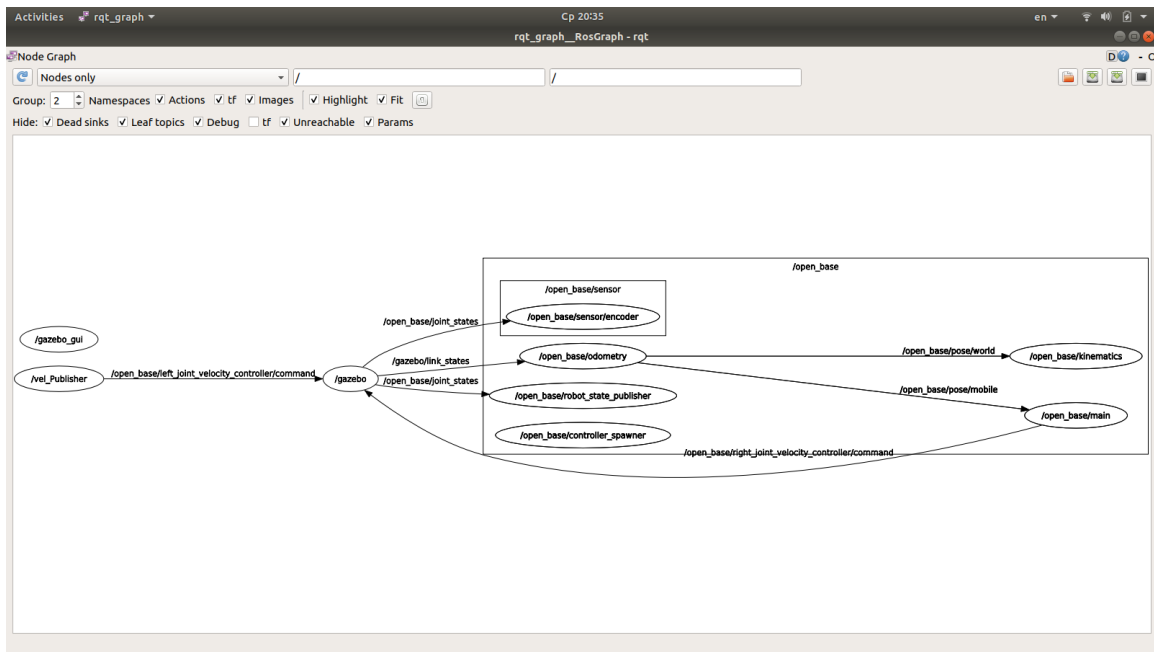 Activities rqt_graph Ср 20:35 en
rqt_graph__RosGraph - rqt
Node Graph D - C
Nodes only / /
Group: 2 Namespaces Actions tf Images Highlight Fit
Hide: Dead sinks Leaf topics Debug tf Unreachable Params
/open_base
/open_base/sensor
/open_base/sensor/encoder
/open_base/joint_states
/gazebo_gui
/gazebo/link_states
/open_base/odometry
/open_base/pose/world
/open_base/kinematics
/vel_Publisher
/open_base/left_joint_velocity_controller/command
/gazebo
/open_base/joint_states
/open_base/robot_state_publisher
/open_base/pose/mobile
/open_base/main
/open_base/controller_spawner
/open_base/right_joint_velocity_controller/command